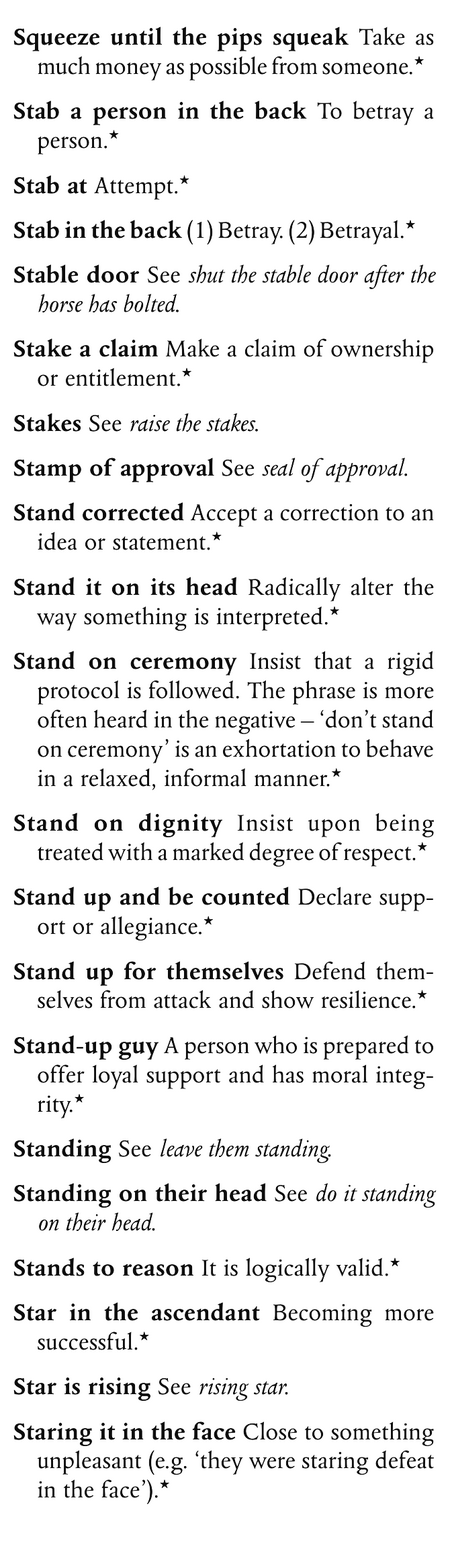 Squeeze until the pips squeak Take as
much money as possible from someone.★
Stab a person in the back To betray a
person.★
Stab at Attempt.★
Stab in the back (1) Betray. (2) Betrayal.★
Stable door See shut the stable door after the
horse has bolted.
Stake a claim Make a claim of ownership
or entitlement.★
Stakes See raise the stakes.
Stamp of approval See seal of approval.
Stand corrected Accept a correction to an
idea or statement.★
Stand it on its head Radically alter the
way something is interpreted.★
Stand on ceremony Insist that a rigid
protocol is followed. The phrase is more
often heard in the negative – ‘don’t stand
on ceremony’ is an exhortation to behave
in a relaxed, informal manner.★
Stand on dignity Insist upon being
treated with a marked degree of respect.★
Stand up and be counted Declare supp-
ort or allegiance.★
Stand up for themselves Defend them-
selves from attack and show resilience.★
Stand-up guy A person who is prepared to
offer loyal support and has moral integ-
rity.★
Standing See leave them standing.
Standing on their head See do it standing
on their head.
Stands to reason It is logically valid.★
Star in the ascendant Becoming more
successful.★
Star is rising See rising star.
Staring it in the face Close to something
unpleasant (e.g. ‘they were staring defeat
in the face’).★